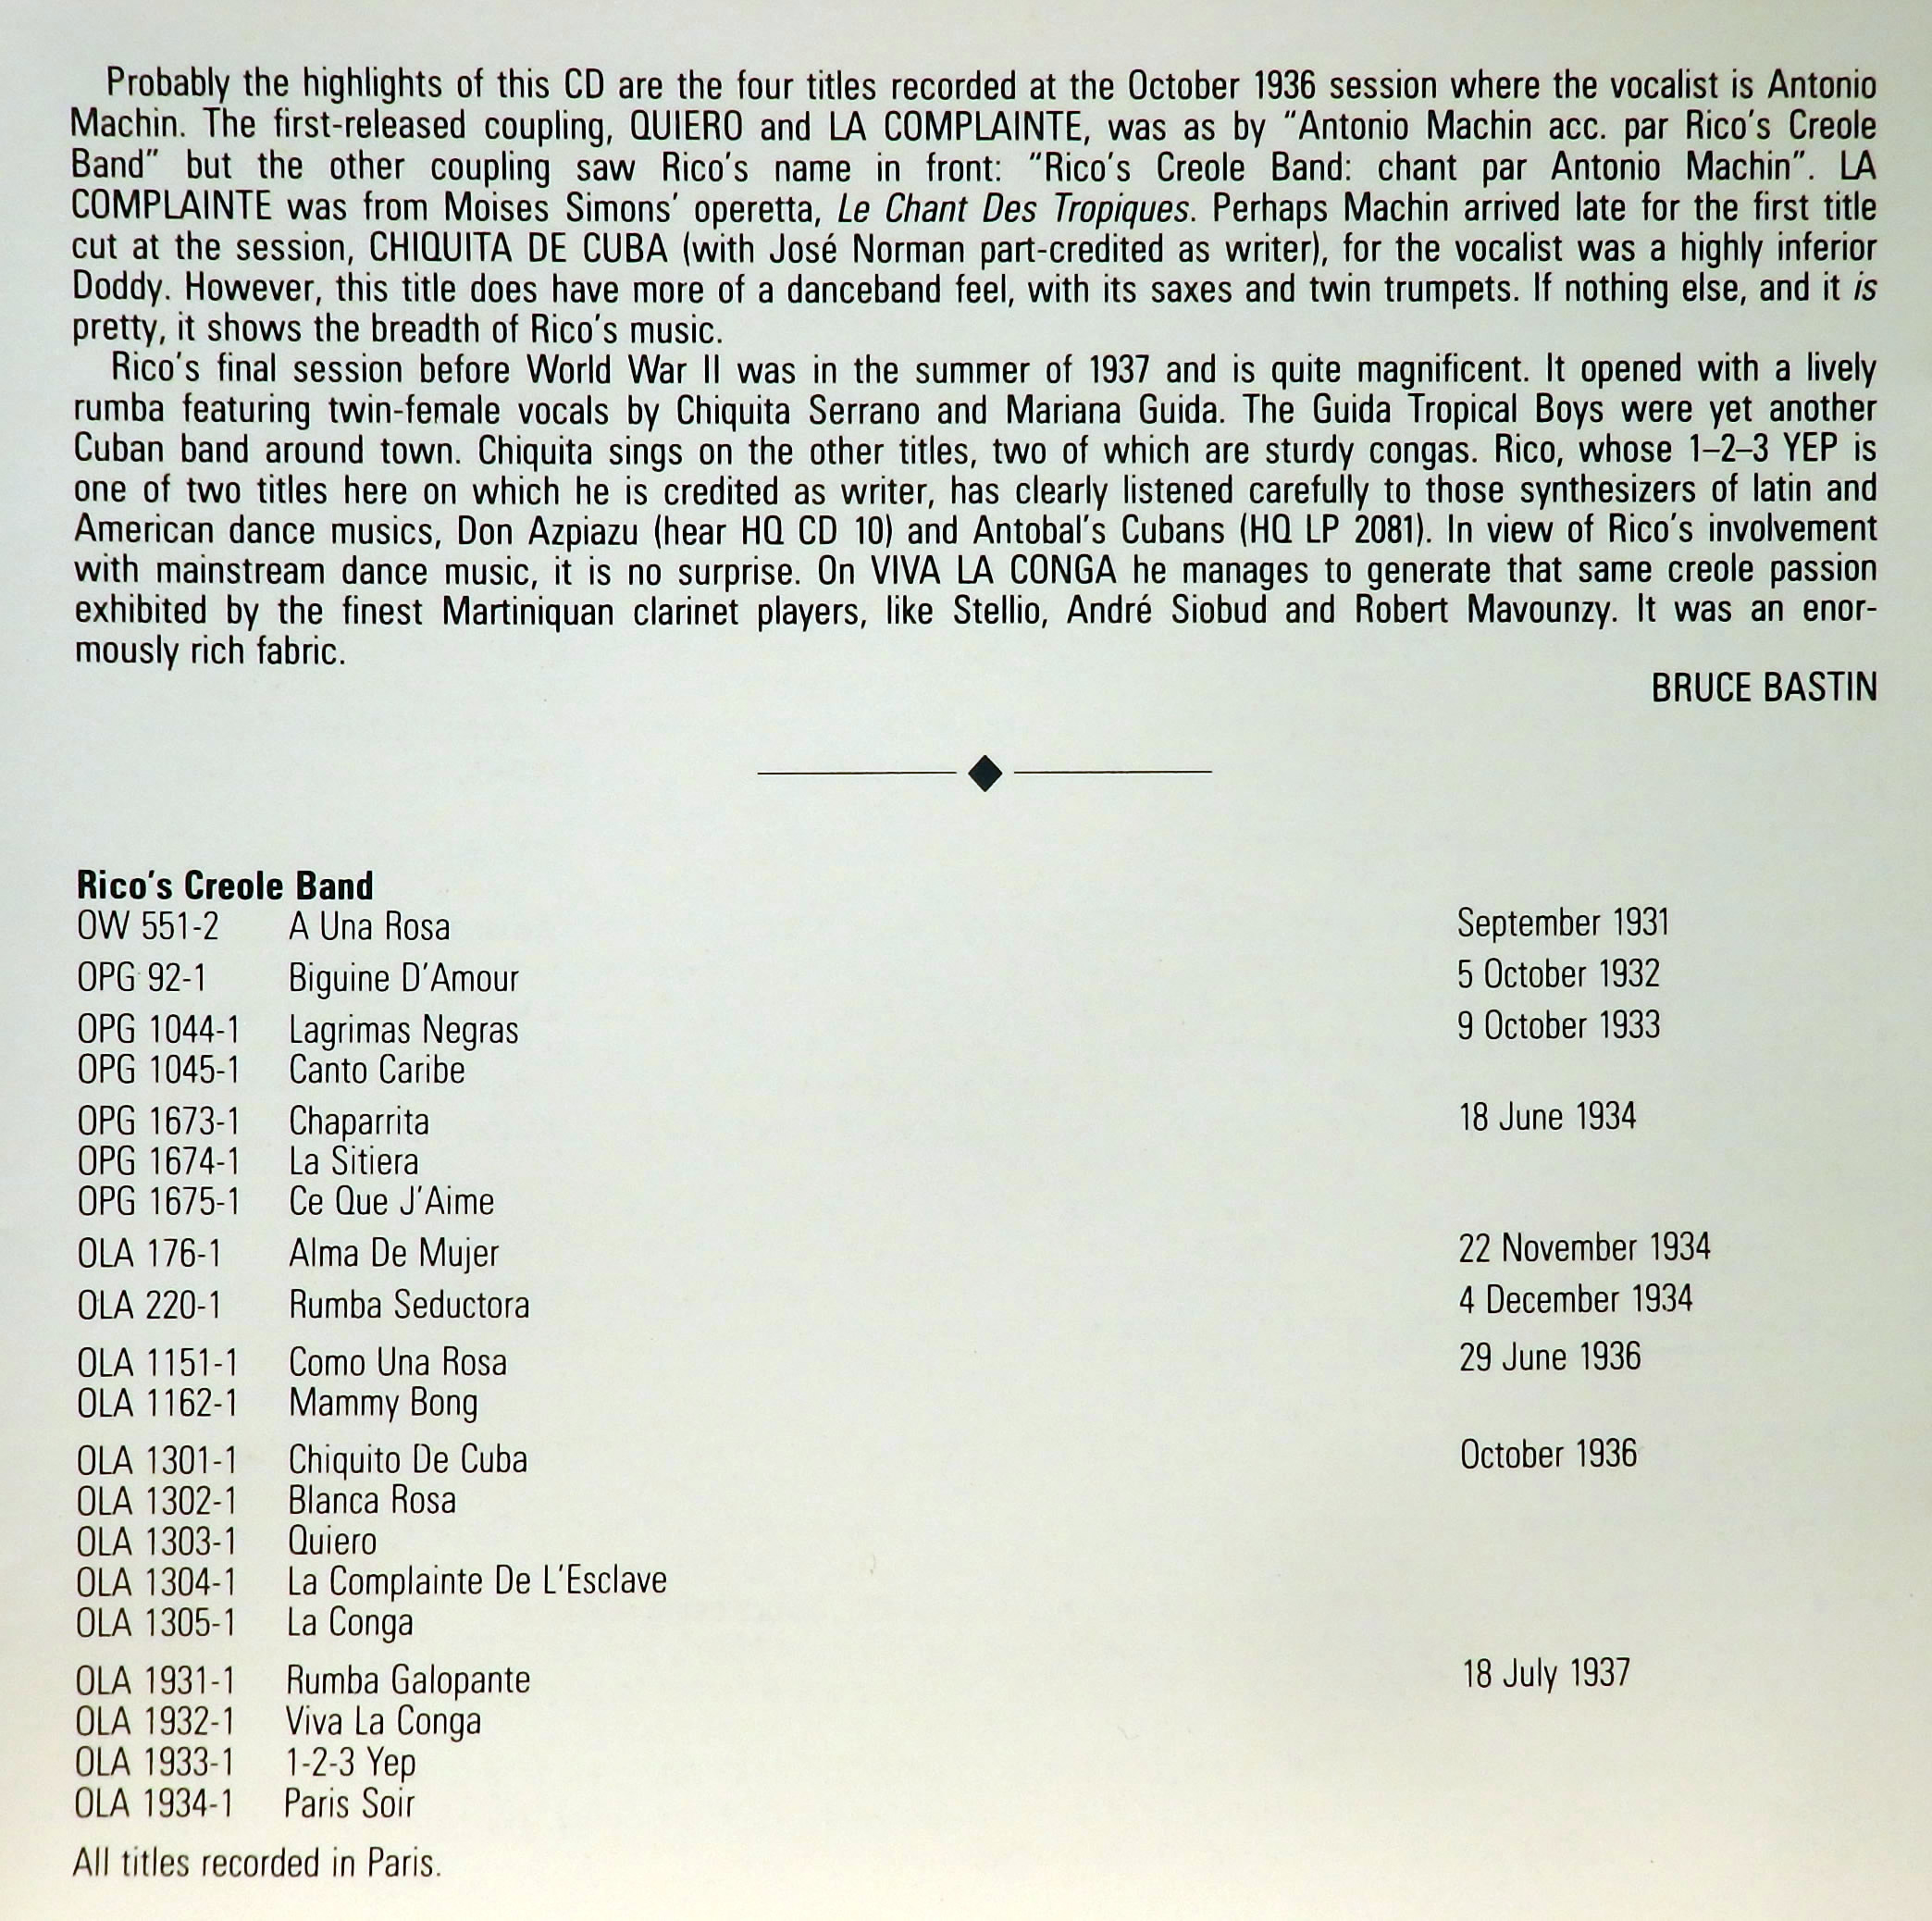 Probably the highlights of this CD are the four titles recorded at the October 1936 session where the vocalist is Antonio
Machin. The first-released coupling, QUIERO and LA COMPLAINTE, was as by “Antonio Machin acc. par Rico’s Creole
Band” but the other coupling saw Rico’s name in front: “Rico’s Creole Band: chant par Antonio Machin”. LA
COMPLAINTE was from Moises Simons’ operetta, Le Chant Des Tropiques. Perhaps Machin arrived late for the first title
cut at the session, CHIQUITA DE CUBA (with José Norman part-credited as writer), for the vocalist was a highly inferior
Doddy. However, this title does have more of a danceband feel, with its saxes and twin trumpets. If nothing else, and it is
pretty, it shows the breadth of Rico’s music.
Rico’s final session before World War II was in the summer of 1937 and is quite magnificent. It opened with a lively
rumba featuring twin-female vocals by Chiquita Serrano and Mariana Guida. The Guida Tropical Boys were yet another
Cuban band around town. Chiquita sings on the other titles, two of which are sturdy congas. Rico, whose 1–2–3 YEP is
one of two titles here on which he is credited as writer, has clearly listened carefully to those synthesizers of latin and
American dance musics, Don Azpiazu (hear HQ CD 10) and Antobal’s Cubans (HQ LP 2081). In view of Rico’s involvement
with mainstream dance music, it is no surprise. On VIVA LA CONGA he manages to generate that same creole passion
exhibited by the finest Martiniquan clarinet players, like Stellio, André Siobud and Robert Mavounzy. It was an enor-
mously rich fabric.
BRUCE BASTIN
Rico’s Creole Band
OW 551-2 A Una Rosa September 1931
OPG 92-1 Biguine D’Amour 5 October 1932
OPG 1044-1 Lagrimas Negras 9 October 1933
OPG 1045-1 Canto Caribe
OPG 1673-1 Chaparrita 18 June 1934
OPG 1674-1 La Sitiera
OPG 1675-1 Ce Que J’Aime
OLA 176-1 Alma De Mujer 22 November 1934
OLA 220-1 Rumba Seductora 4 December 1934
OLA 1151-1 Como Una Rosa 29 June 1936
OLA 1162-1 Mammy Bong
OLA 1301-1 Chiquito De Cuba October 1936
OLA 1302-1 Blanca Rosa
OLA 1303-1 Quiero
OLA 1304-1 La Complainte De L’Esclave
OLA 1305-1 La Conga
OLA 1931-1 Rumba Galopante 18 July 1937
OLA 1932-1 Viva La Conga
OLA 1933-1 1-2-3 Yep
OLA 1934-1 Paris Soir
All titles recorded in Paris.